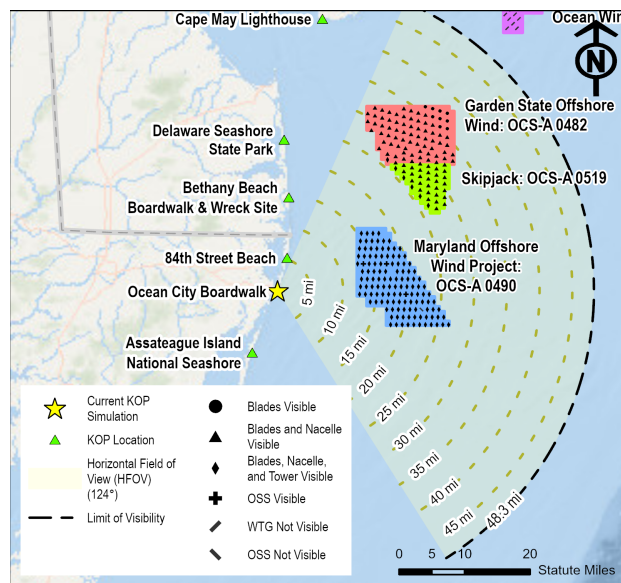 Cape May Lighthouse
Ocean Win
N
Garden State Offshore
Wind: OCS-A 0482
Delaware Seashore
State Park
Skipjack: OCS-A 0519
Bethany Beach
Boardwalk & Wreck Site
Maryland Offshore
Wind Project:
OCS-A 0490
84th Street Beach
Ocean City Boardwalk
Assateague Island
National Seashore
5 mi
10 mi
15 mi
20 mi
25 mi
30 mi
35 mi
40 mi
45 mi
48.3 mi
Current KOP
Simulation
KOP Location
Horizontal Field of
View (HFOV)
(124°)
Limit of Visibility
Blades Visible
Blades and Nacelle
Visible
Blades, Nacelle,
and Tower Visible
OSS Visible
WTG Not Visible
OSS Not Visible
0 5 10 20
Statute Miles